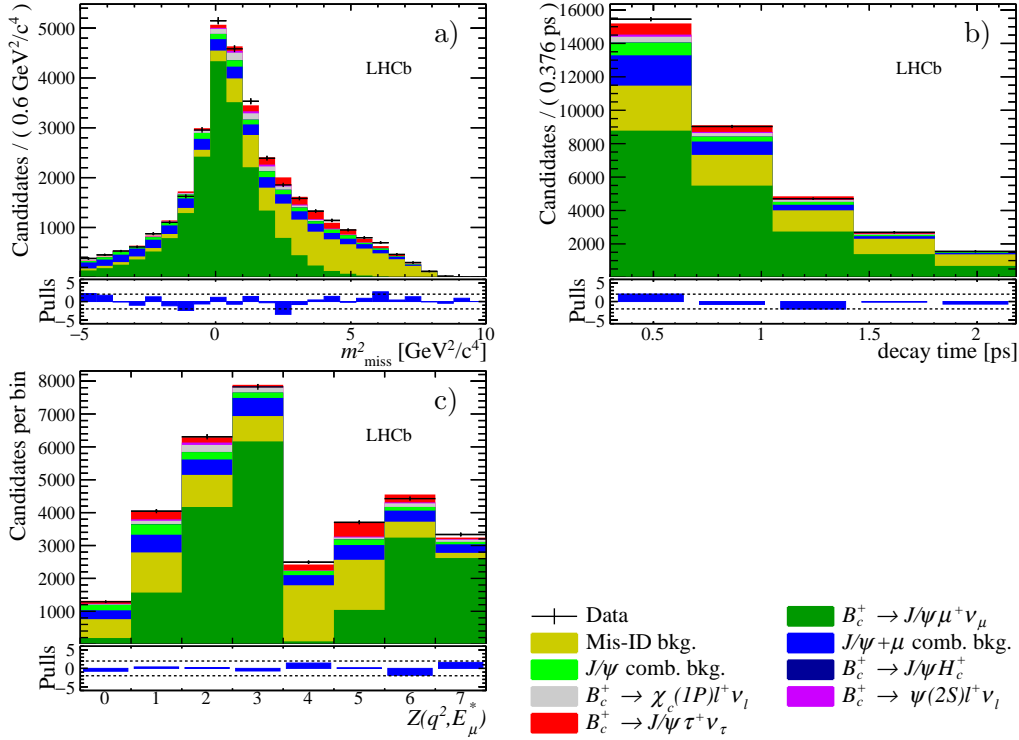 a)
LHCb
Candidates / ( 0.6 GeV²/c⁴ )
5000
4000
3000
2000
1000
Pulls
5
0
−5
−5 0 5 10
m²miss [GeV²/c⁴]
b)
LHCb
Candidates / ( 0.376 ps )
16000
14000
12000
10000
8000
6000
4000
2000
Pulls
5
0
−5
0.5 1 1.5 2
decay time [ps]
c)
LHCb
Candidates per bin
8000
7000
6000
5000
4000
3000
2000
1000
Pulls
5
0
−5
0 1 2 3 4 5 6 7
Z(q²,E*μ)
Data
Mis-ID bkg.
J/ψ comb. bkg.
B⁺c → χc(1P)l⁺νl
B⁺c → J/ψ τ⁺ντ
B⁺c → J/ψ μ⁺νμ
J/ψ+μ comb. bkg.
B⁺c → J/ψH⁺c
B⁺c → ψ(2S)l⁺νl